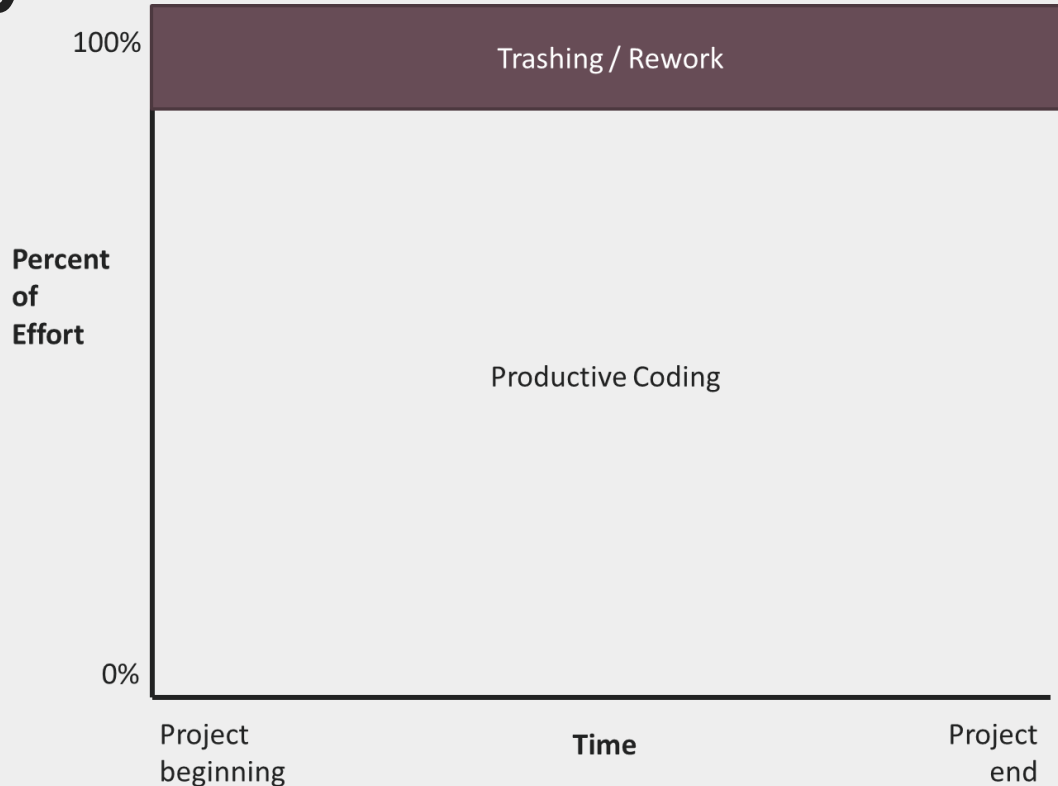 100%
Trashing / Rework
Percent
of
Effort
Productive Coding
0%
Project
beginning
Time
Project
end